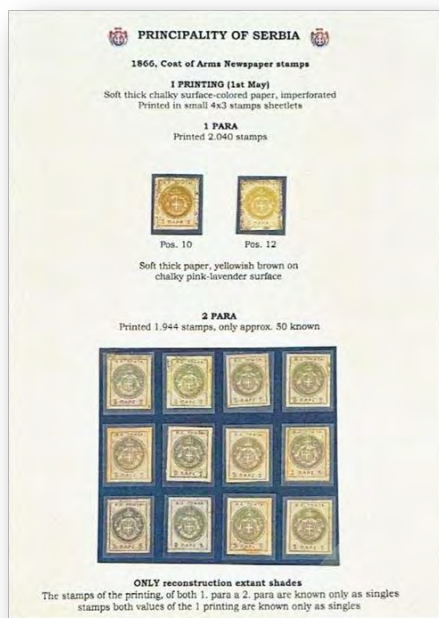 PRINCIPALITY OF SERBIA
1866, Coat of Arms Newspaper stamps
I PRINTING (1st May)
Soft thick chalky surface-colored paper, imperforated
Printed in small 4x3 stamps sheetlets
1 PARA
Printed 2.040 stamps
Pos. 10 Pos. 12
Soft thick paper, yellowish brown on
chalky pink-lavender surface
2 PARA
Printed 1.944 stamps, only approx. 50 known
ONLY reconstruction extant shades
The stamps of the printing, of both 1. para a 2. para are known only as singles
stamps both values of the 1 printing are known only as singles